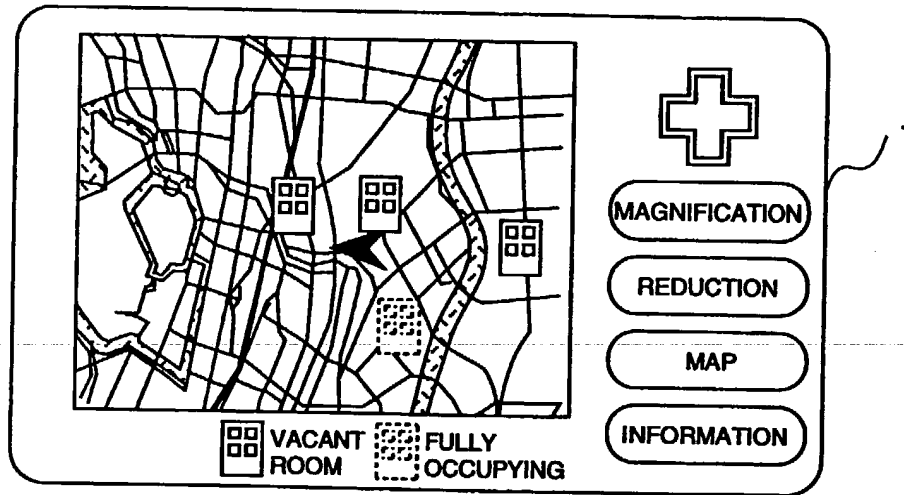 MAGNIFICATION
REDUCTION
MAP
INFORMATION
VACANT
ROOM
FULLY
OCCUPYING